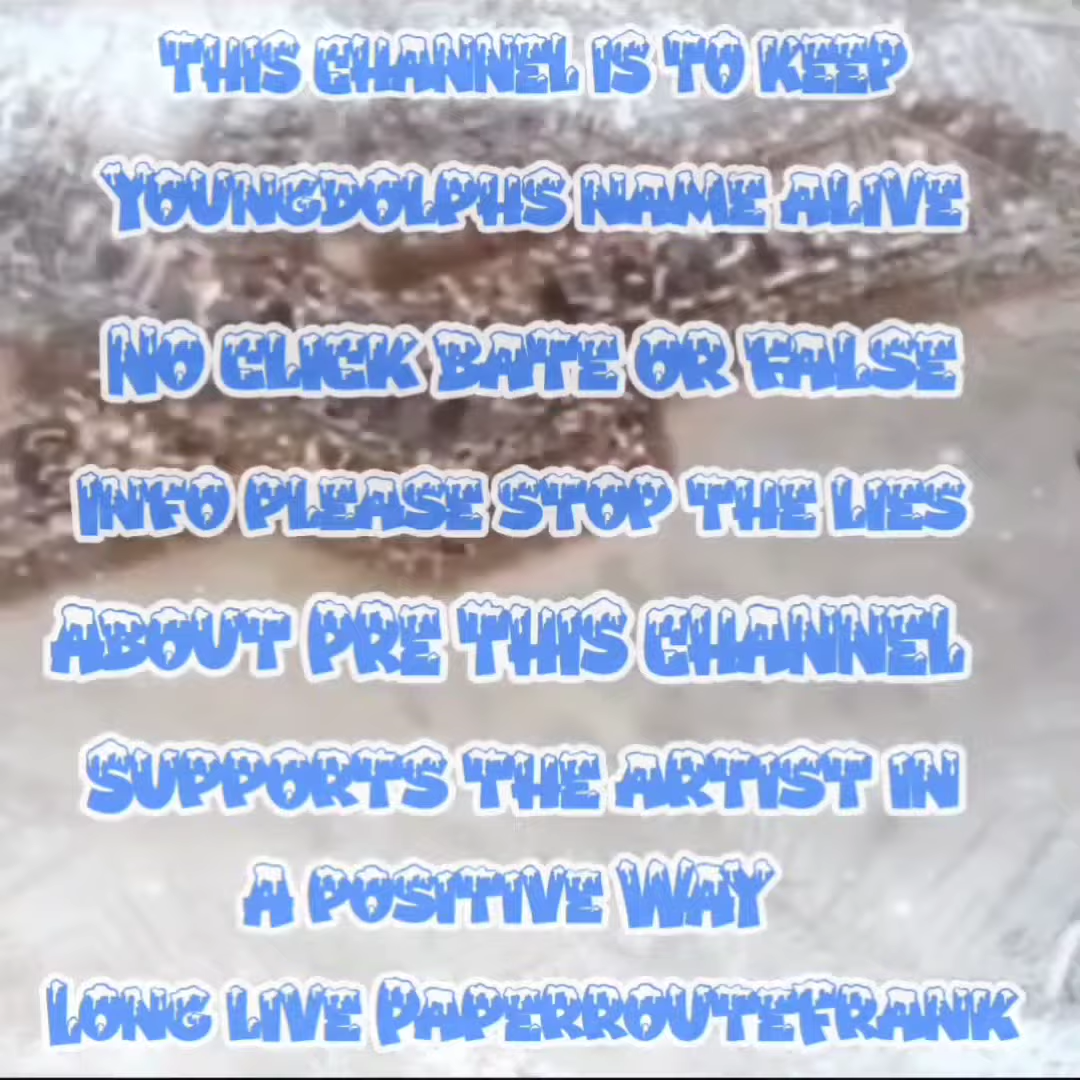 THIS CHANNEL IS TO KEEP
YOUNGDOLPHS NAME ALIVE
NO CLICK BAITE OR FALSE
INFO PLEASE STOP THE LIES
ABOUT PRE THIS CHANNEL
SUPPORTS THE ARTIST IN
A POSITIVE WAY
LONG LIVE PAPERROUTEFRANK